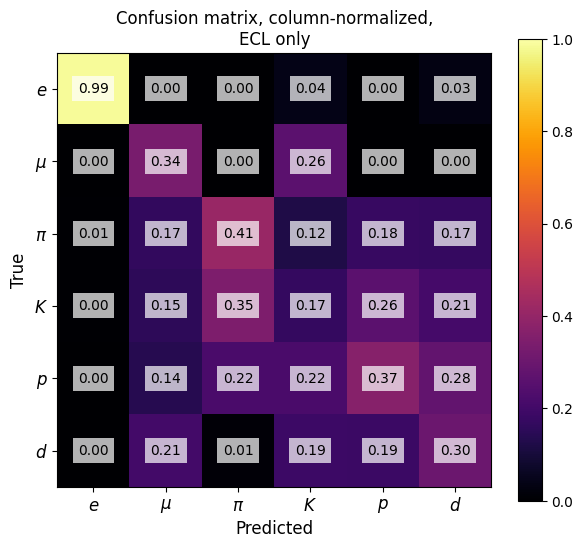 Confusion matrix, column-normalized,
ECL only
True
e 0.99 0.00 0.00 0.04 0.00 0.03
μ 0.00 0.34 0.00 0.26 0.00 0.00
π 0.01 0.17 0.41 0.12 0.18 0.17
K 0.00 0.15 0.35 0.17 0.26 0.21
p 0.00 0.14 0.22 0.22 0.37 0.28
d 0.00 0.21 0.01 0.19 0.19 0.30
e μ π K p d
Predicted
1.0
0.8
0.6
0.4
0.2
0.0